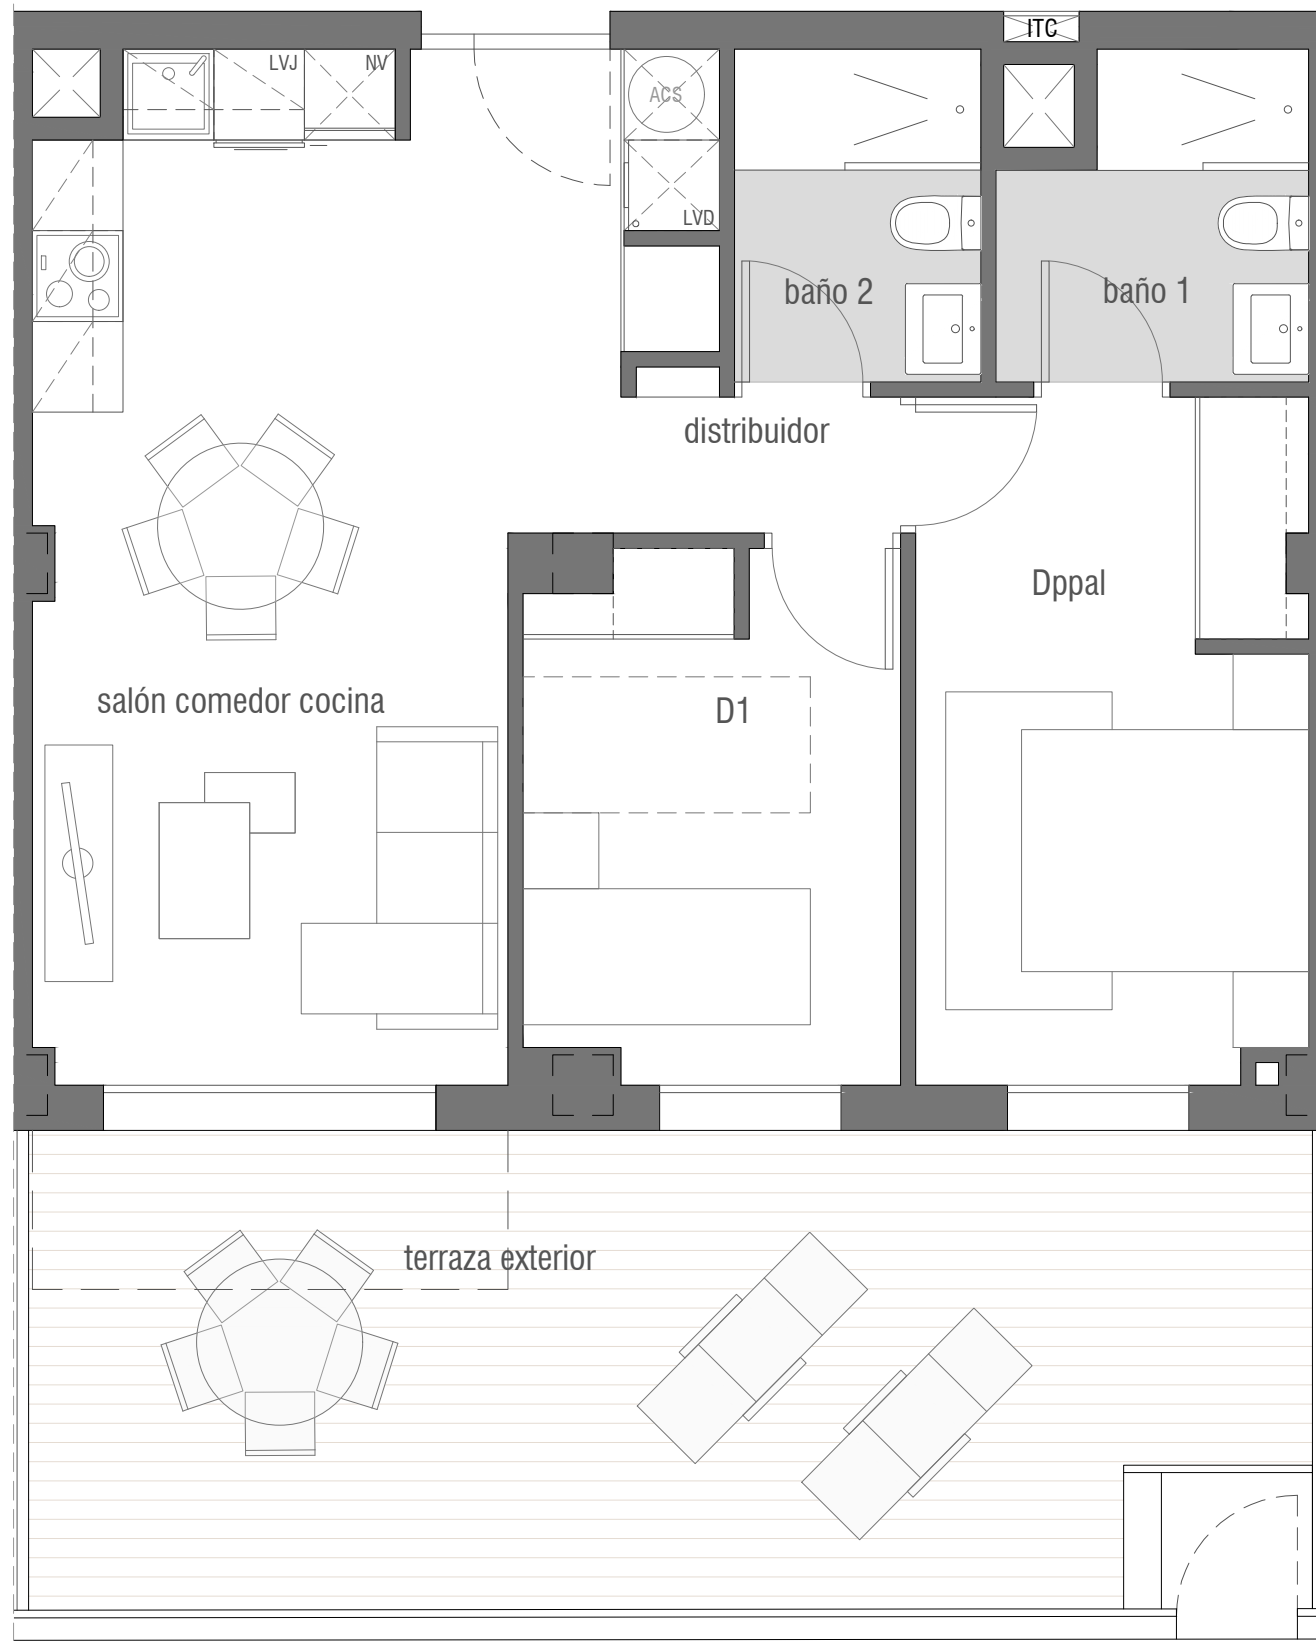 ITC
LVJ
NV
ACS
LVD
baño 2
baño 1
distribuidor
Dppal
salón comedor cocina
D1
terraza exterior